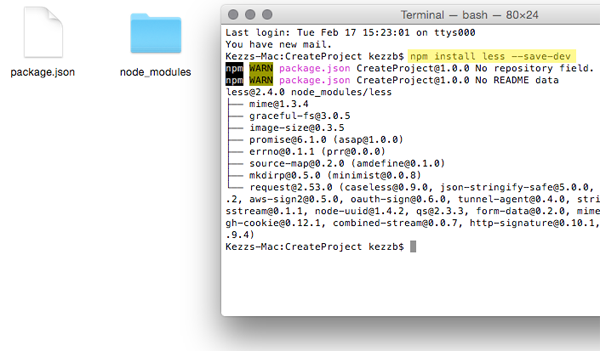 package.json
node_modules
Terminal — bash — 80×24
Last login: Tue Feb 17 15:23:01 on ttys000
You have new mail.
Kezzs-Mac:CreateProject kezzb$ npm install less --save-dev
npm WARN package.json CreateProject@1.0.0 No repository field.
npm WARN package.json CreateProject@1.0.0 No README data
less@2.4.0 node_modules/less
├── mime@1.3.4
├── graceful-fs@3.0.5
├── image-size@0.3.5
├── promise@6.1.0 (asap@1.0.0)
├── errno@0.1.1 (prr@0.0.0)
├── source-map@0.2.0 (amdefine@0.1.0)
├── mkdirp@0.5.0 (minimist@0.0.8)
└── request@2.53.0 (caseless@0.9.0, json-stringify-safe@5.0.0,
.2, aws-sign2@0.5.0, oauth-sign@0.6.0, tunnel-agent@0.4.0, stri
sstream@0.1.1, node-uuid@1.4.2, qs@2.3.3, form-data@0.2.0, mime
gh-cookie@0.12.1, combined-stream@0.0.7, http-signature@0.10.1,
.9.4)
Kezzs-Mac:CreateProject kezzb$